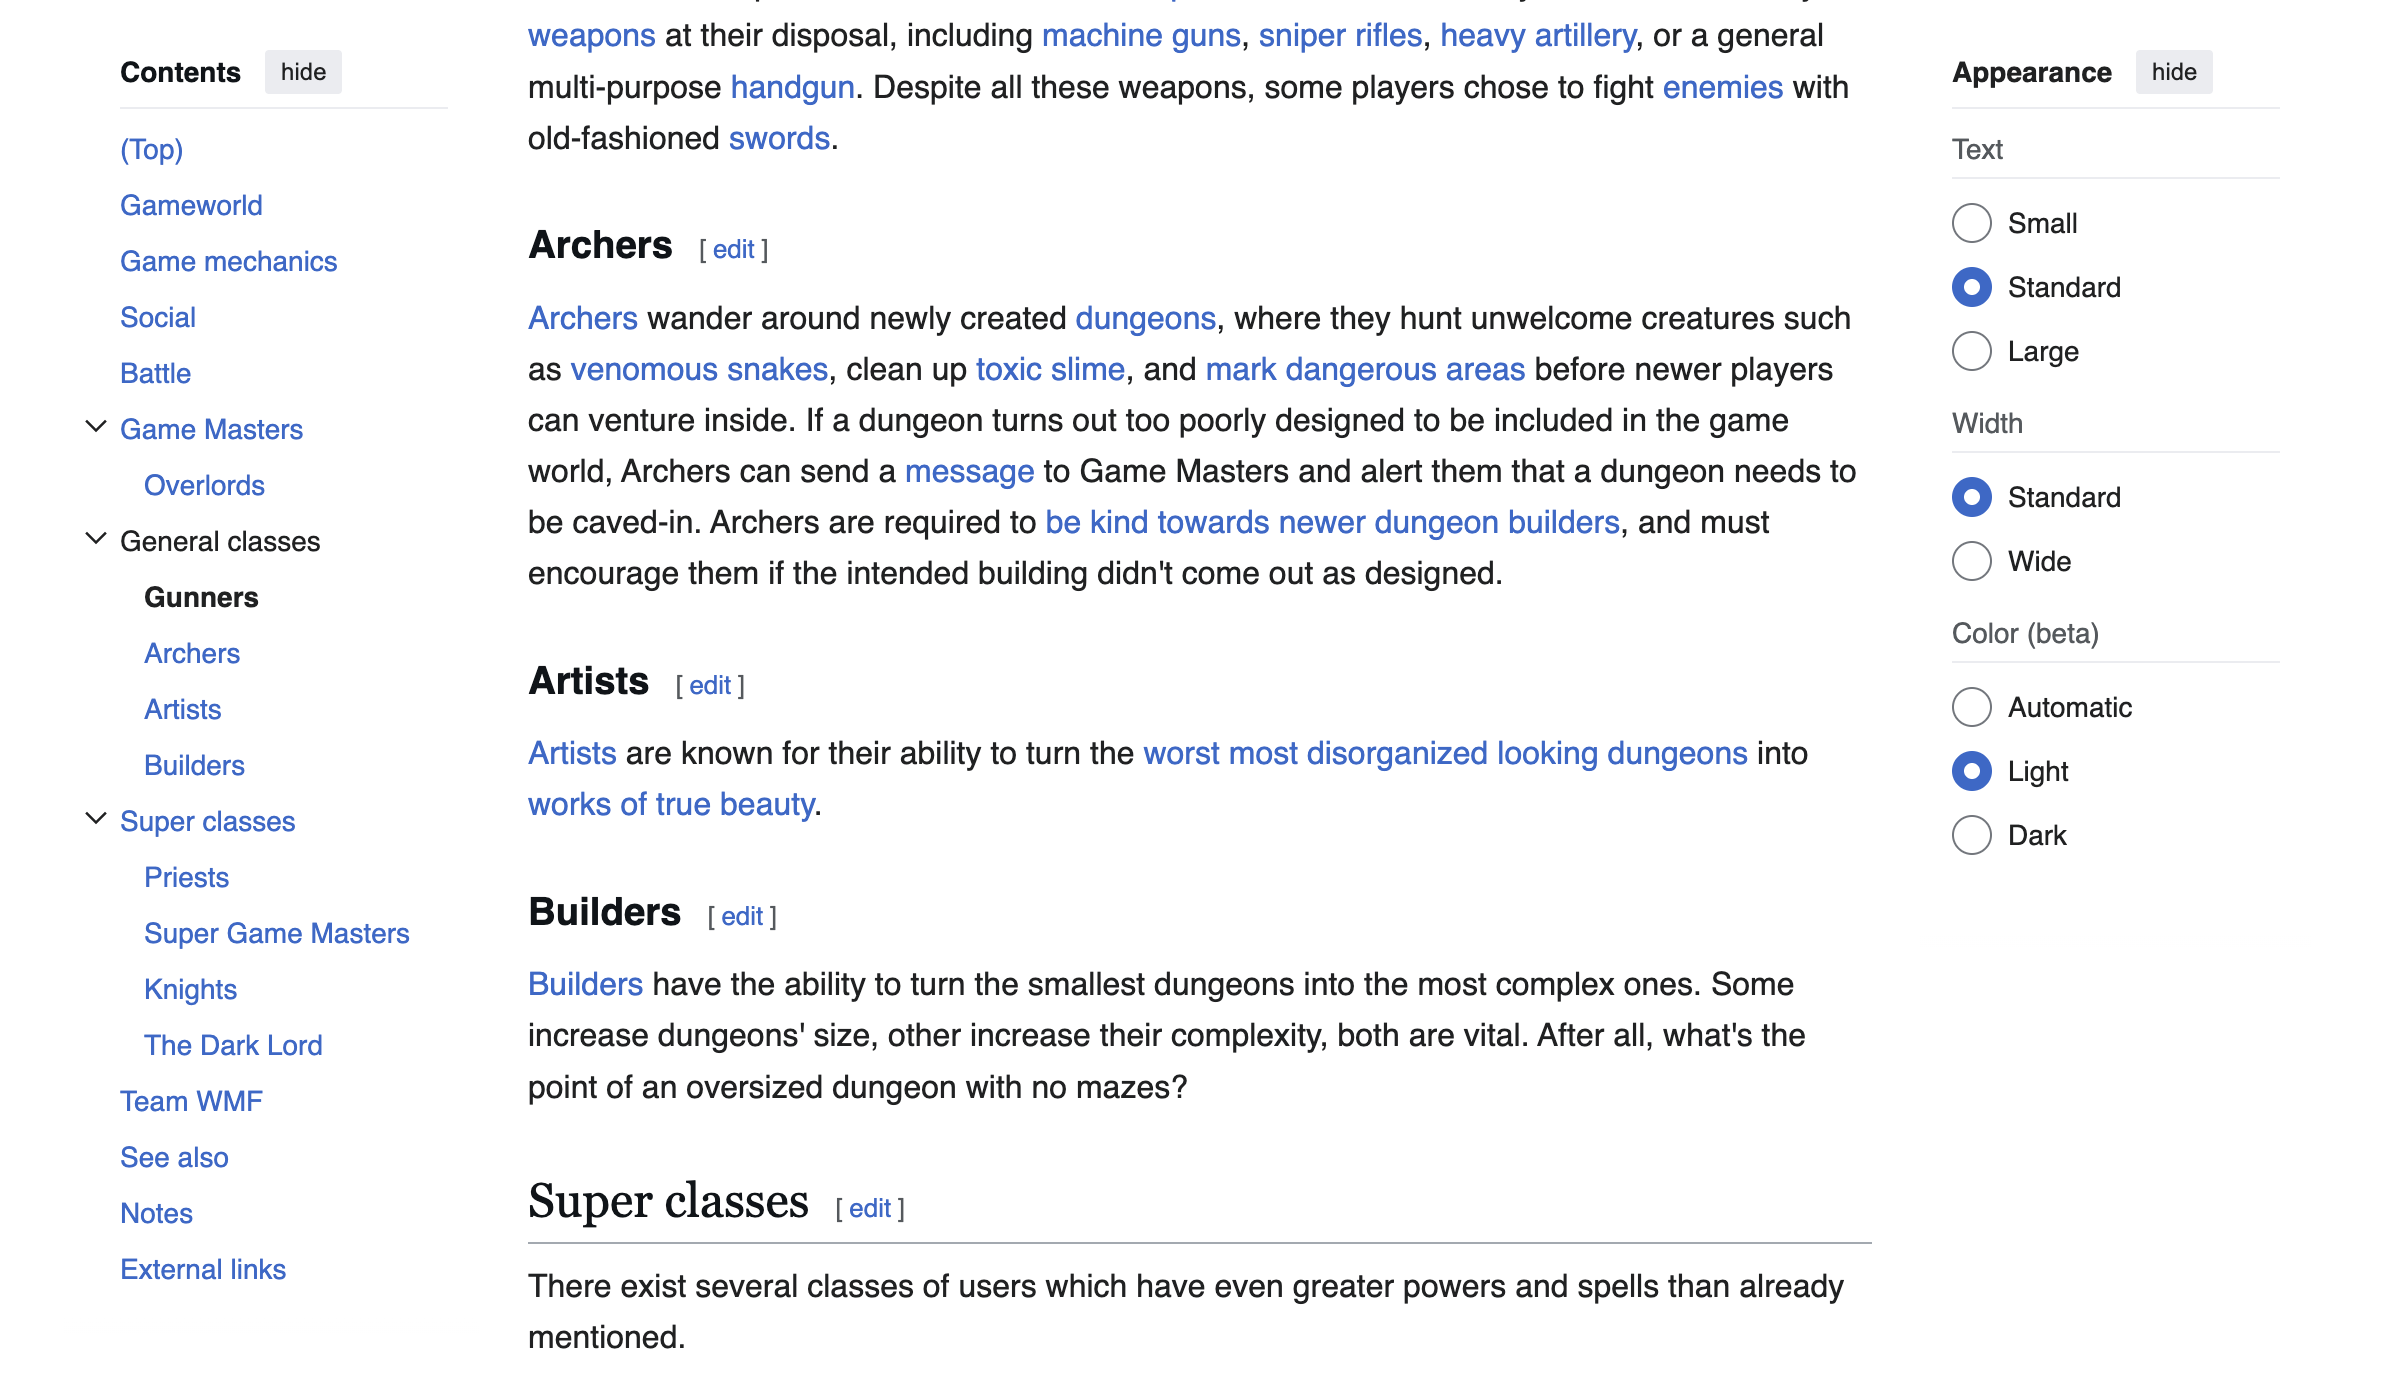 Contents hide
(Top)
Gameworld
Game mechanics
Social
Battle
Game Masters
Overlords
General classes
Gunners
Archers
Artists
Builders
Super classes
Priests
Super Game Masters
Knights
The Dark Lord
Team WMF
See also
Notes
External links
weapons at their disposal, including machine guns, sniper rifles, heavy artillery, or a general
multi-purpose handgun. Despite all these weapons, some players chose to fight enemies with
old-fashioned swords.
Archers [ edit ]
Archers wander around newly created dungeons, where they hunt unwelcome creatures such
as venomous snakes, clean up toxic slime, and mark dangerous areas before newer players
can venture inside. If a dungeon turns out too poorly designed to be included in the game
world, Archers can send a message to Game Masters and alert them that a dungeon needs to
be caved-in. Archers are required to be kind towards newer dungeon builders, and must
encourage them if the intended building didn't come out as designed.
Artists [ edit ]
Artists are known for their ability to turn the worst most disorganized looking dungeons into
works of true beauty.
Builders [ edit ]
Builders have the ability to turn the smallest dungeons into the most complex ones. Some
increase dungeons' size, other increase their complexity, both are vital. After all, what's the
point of an oversized dungeon with no mazes?
Super classes [ edit ]
There exist several classes of users which have even greater powers and spells than already
mentioned.
Appearance hide
Text
Small
Standard
Large
Width
Standard
Wide
Color (beta)
Automatic
Light
Dark